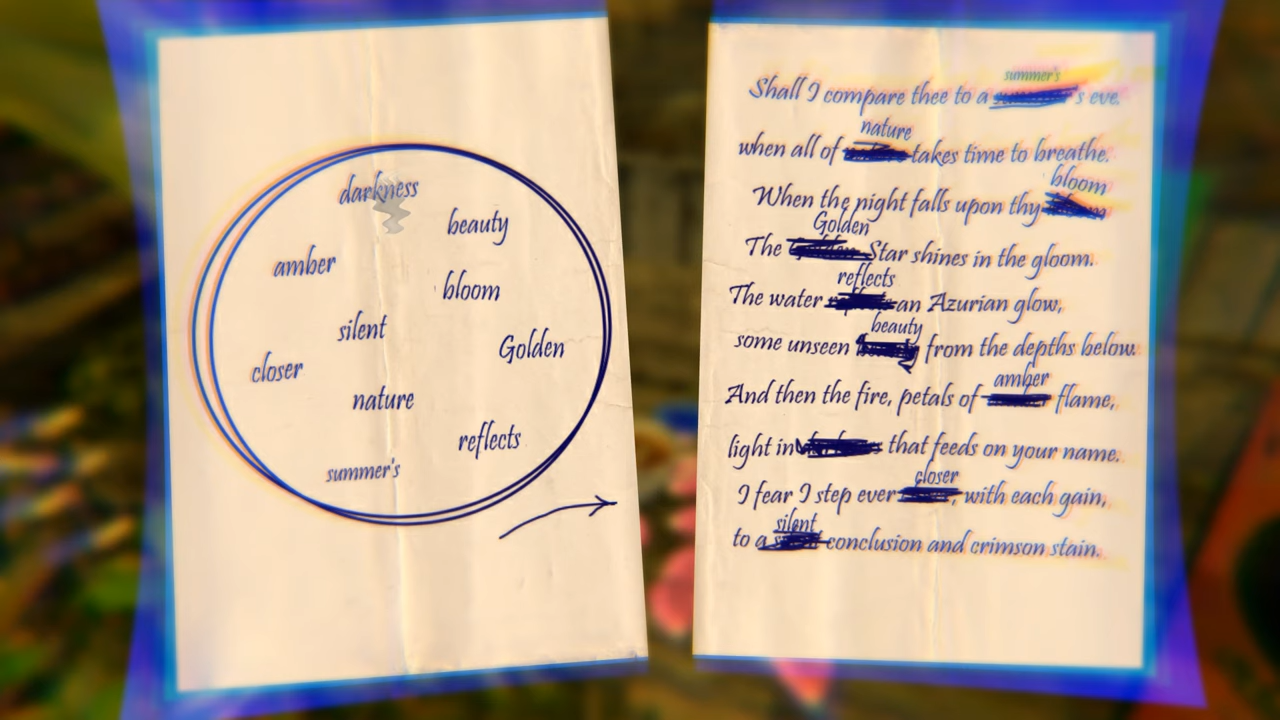 darkness
beauty
amber
bloom
silent
Golden
closer
nature
reflects
summer's
summer's
Shall I compare thee to a 's eve.
nature
when all of takes time to breathe.
bloom
When the night falls upon thy
Golden
The Star shines in the gloom.
reflects
The water an Azurian glow,
beauty
some unseen from the depths below.
amber
And then the fire, petals of flame,
light in that feeds on your name.
closer
I fear I step ever , with each gain,
silent
to a conclusion and crimson stain.